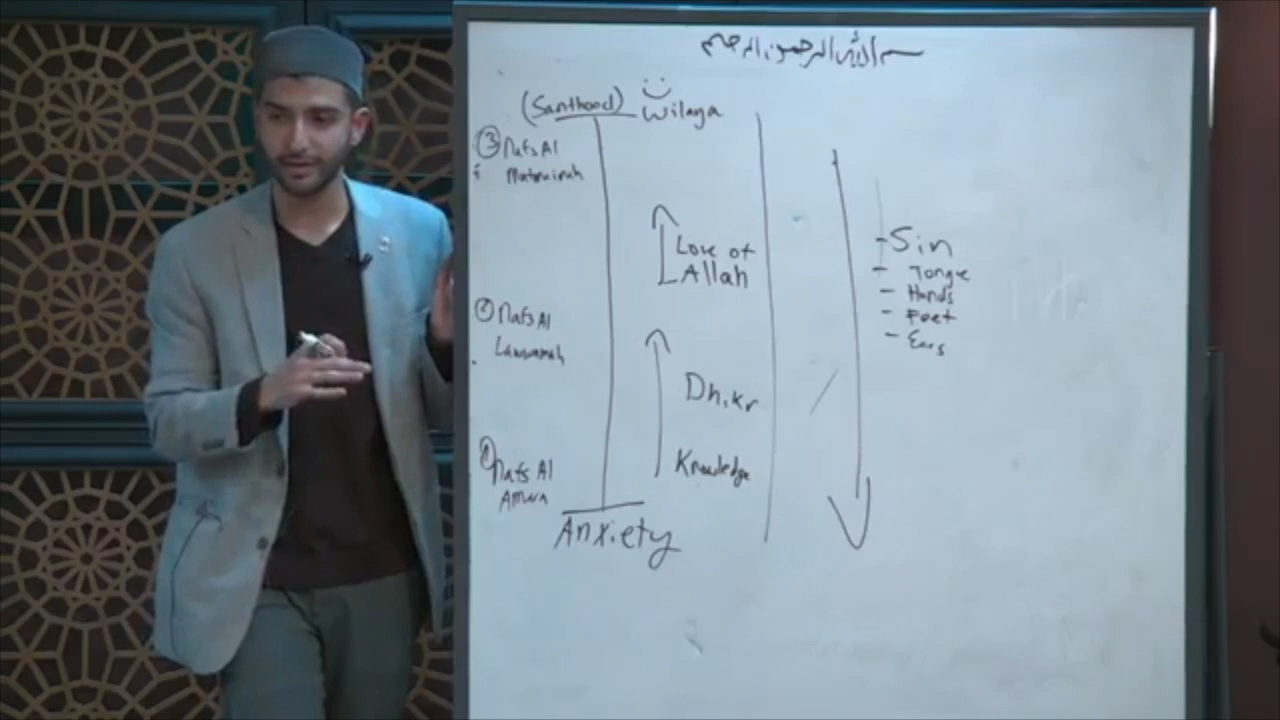 بسم الله الرحمن الرحيم
(Santhood) Wilaya
③ Nafs Al
Mutmainah
Love of
Allah
② Nafs Al
Lawwamah
Dhikr
① Nafs Al
Amara
Knowledge
Anxiety
- Sin
- Tongue
- Hands
- Feet
- Ears